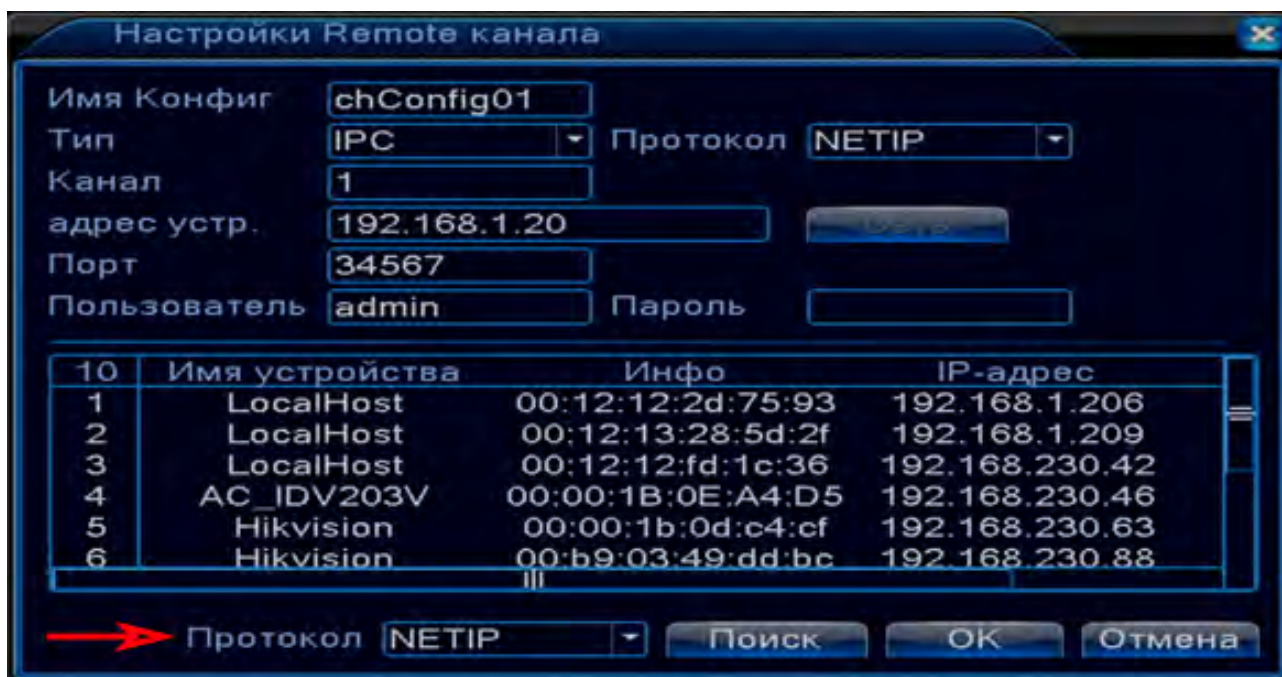 Настройки Remote канала
Имя Конфиг chConfig01
Тип IPC Протокол NETIP
Канал 1
адрес устр. 192.168.1.20
Порт 34567
Пользователь admin Пароль
10 Имя устройства Инфо IP-адрес
1 LocalHost 00:12:12:2d:75:93 192.168.1.206
2 LocalHost 00:12:13:28:5d:2f 192.168.1.209
3 LocalHost 00:12:12:fd:1c:36 192.168.230.42
4 AC_IDV203V 00:00:1B:0E:A4:D5 192.168.230.46
5 Hikvision 00:00:1b:0d:c4:cf 192.168.230.63
6 Hikvision 00:b9:03:49:dd:bc 192.168.230.88
Протокол NETIP Поиск OK Отмена